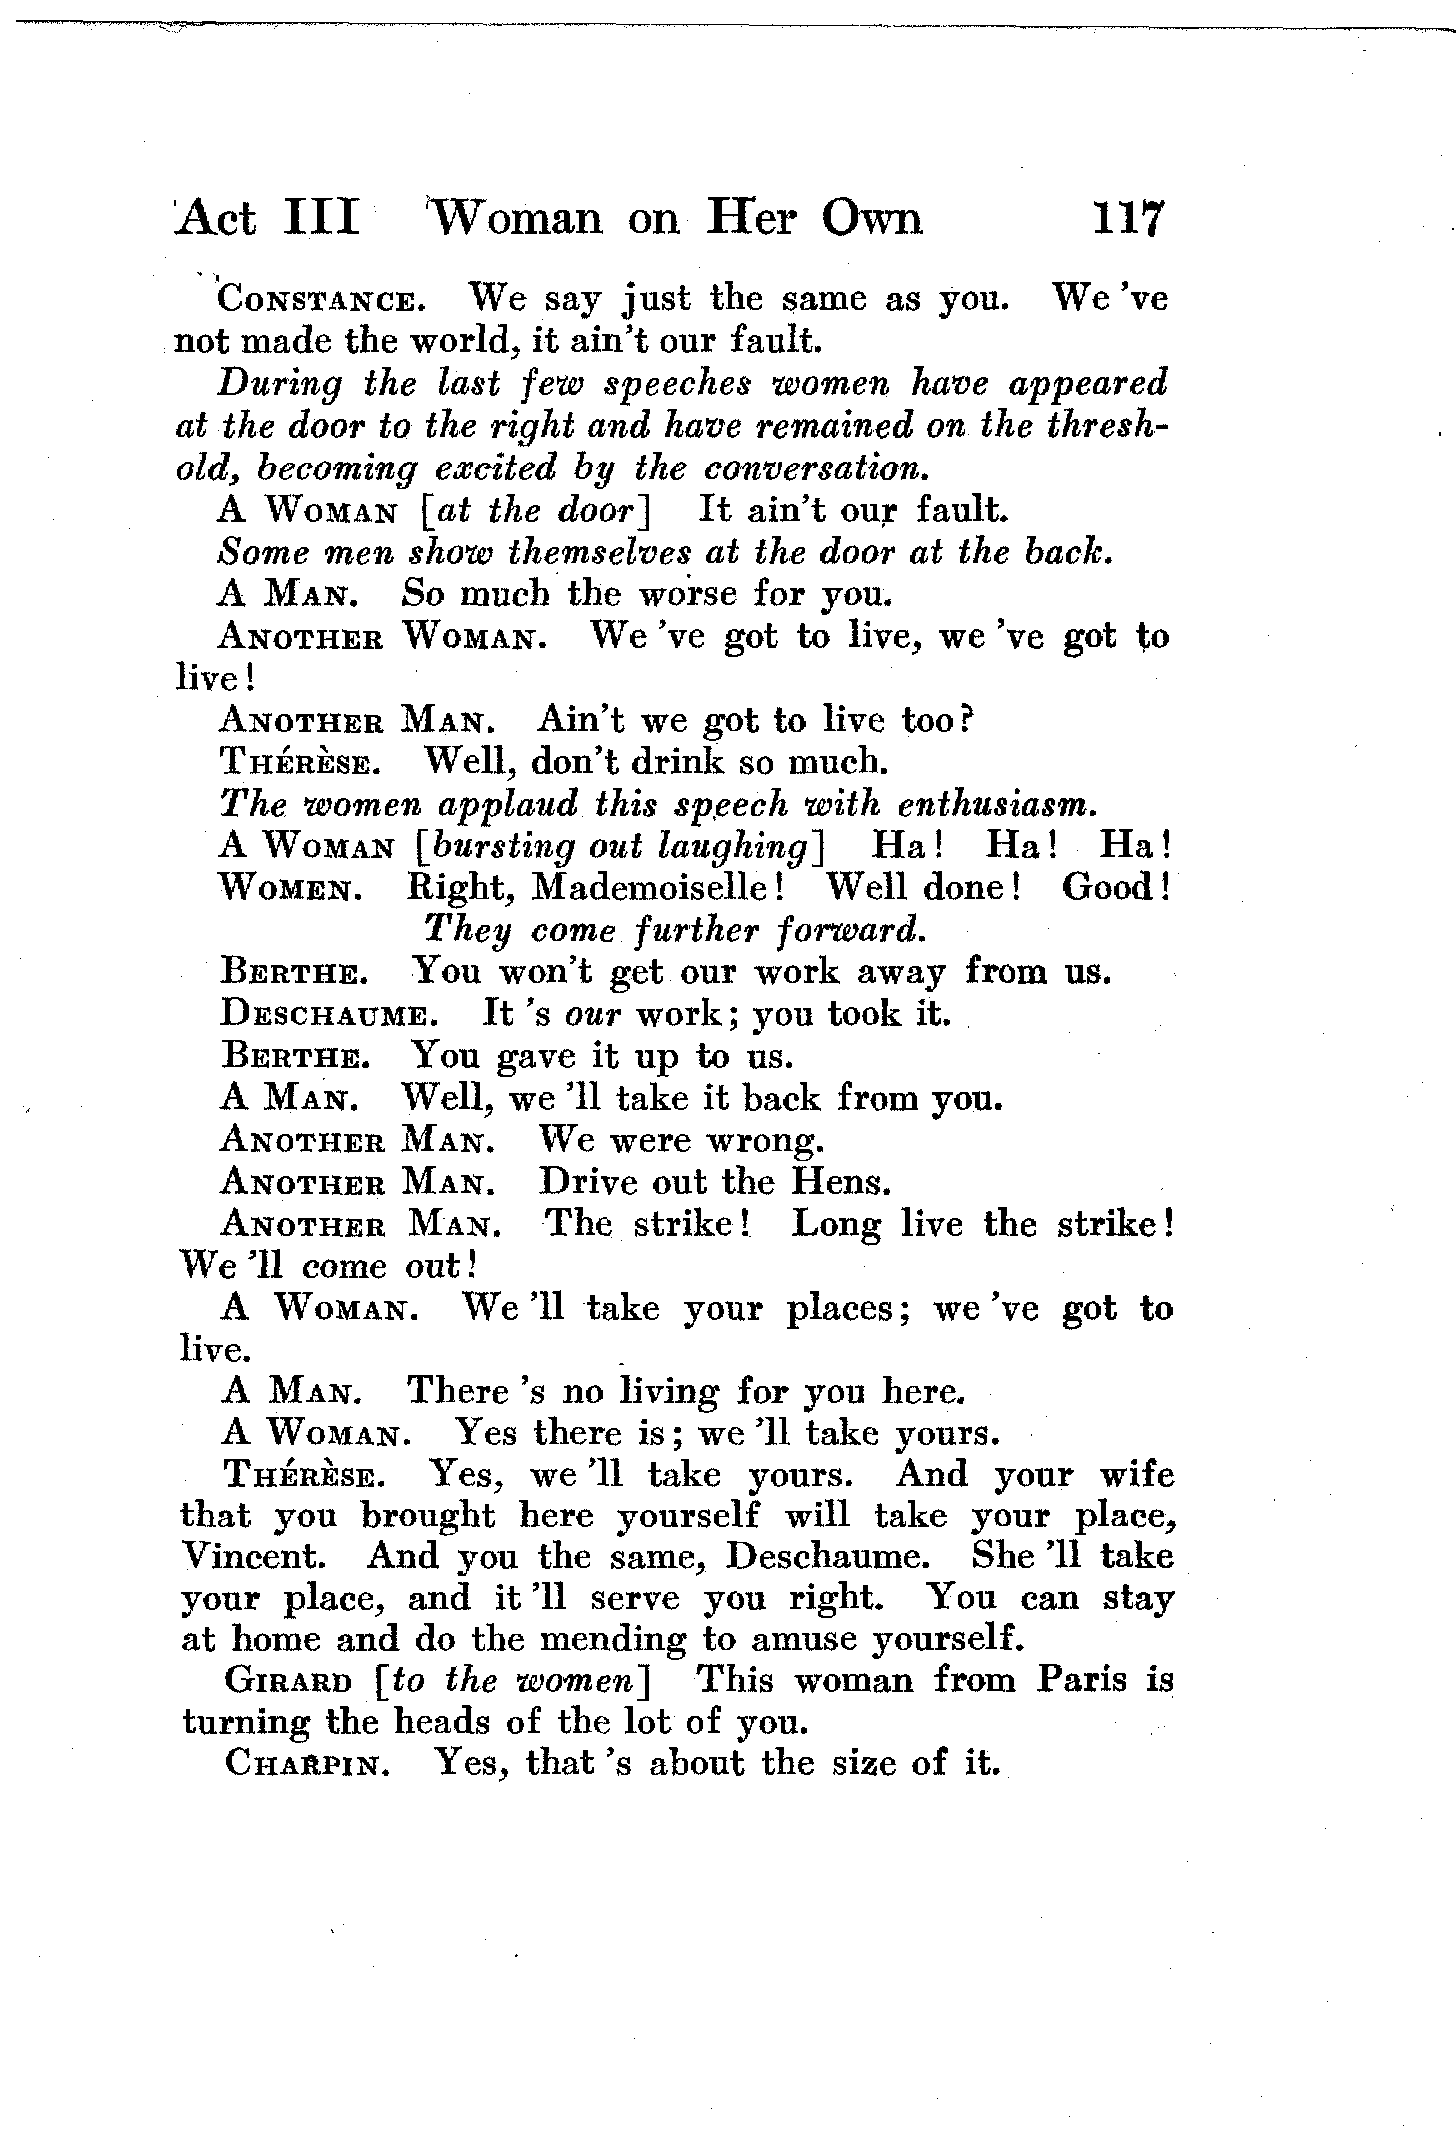 Act III Woman on Her Own 117
CONSTANCE. We say just the same as you. We 've
not made the world, it ain't our fault.
During the last few speeches women have appeared
at the door to the right and have remained on the thresh-
old, becoming excited by the conversation.
A WOMAN [at the door] It ain't our fault.
Some men show themselves at the door at the back.
A MAN. So much the worse for you.
ANOTHER WOMAN. We 've got to live, we 've got to
live!
ANOTHER MAN. Ain't we got to live too?
THÉRÈSE. Well, don't drink so much.
The women applaud this speech with enthusiasm.
A WOMAN [bursting out laughing] Ha! Ha! Ha!
WOMEN. Right, Mademoiselle! Well done! Good!
They come further forward.
BERTHE. You won't get our work away from us.
DESCHAUME. It 's our work; you took it.
BERTHE. You gave it up to us.
A MAN. Well, we 'll take it back from you.
ANOTHER MAN. We were wrong.
ANOTHER MAN. Drive out the Hens.
ANOTHER MAN. The strike! Long live the strike!
We 'll come out!
A WOMAN. We 'll take your places; we 've got to
live.
A MAN. There 's no living for you here.
A WOMAN. Yes there is; we 'll take yours.
THÉRÈSE. Yes, we 'll take yours. And your wife
that you brought here yourself will take your place,
Vincent. And you the same, Deschaume. She 'll take
your place, and it 'll serve you right. You can stay
at home and do the mending to amuse yourself.
GIRARD [to the women] This woman from Paris is
turning the heads of the lot of you.
CHARPIN. Yes, that 's about the size of it.